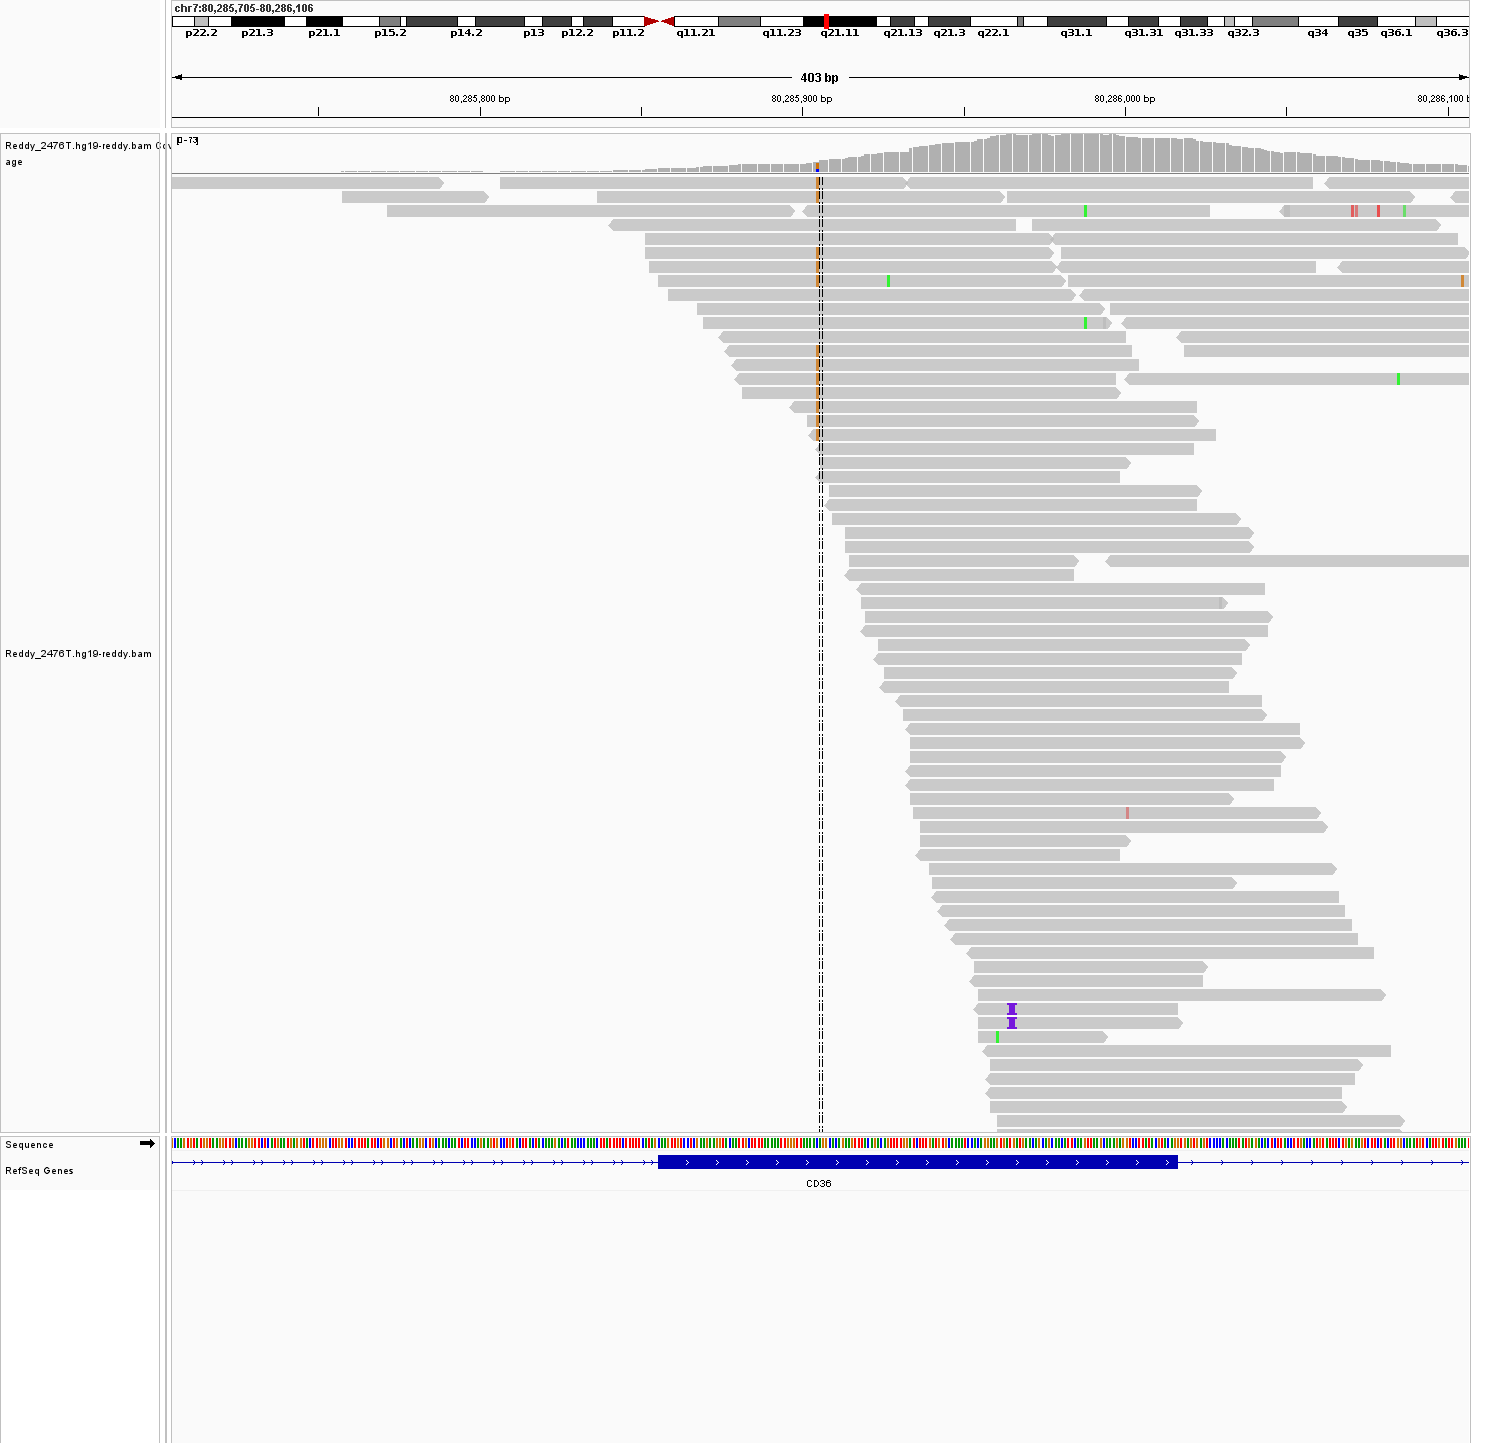 chr7:80,285,705-80,286,106
p22.2 p21.3 p21.1 p15.2 p14.2 p13 p12.2 p11.2 q11.21 q11.23 q21.11 q21.13 q21.3 q22.1 q31.1 q31.31 q31.33 q32.3 q34 q35 q36.1 q36.3
403 bp
80,285,800 bp 80,285,900 bp 80,286,000 bp 80,286,100 b
Reddy_2476T.hg19-reddy.bam Cov
age
[0-73]
Reddy_2476T.hg19-reddy.bam
Sequence
RefSeq Genes
CD36